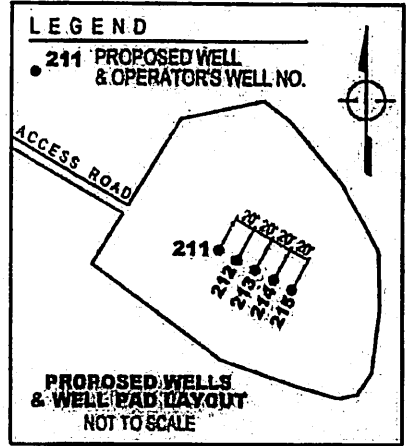 LEGEND
211 PROPOSED WELL
& OPERATOR'S WELL NO.
ACCESS ROAD
20' 20' 20' 20'
211
212
213
214
215
PROPOSED WELLS
& WELL PAD LAYOUT
NOT TO SCALE